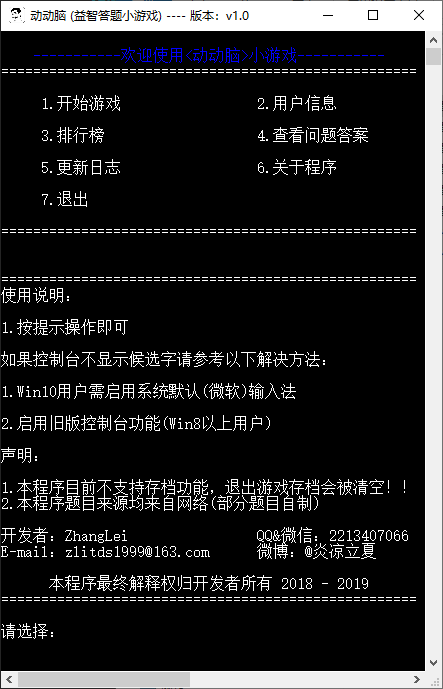 动动脑 (益智答题小游戏) ---- 版本：v1.0
-----------欢迎使用<动动脑>小游戏-----------
====================================================
1.开始游戏 2.用户信息
3.排行榜 4.查看问题答案
5.更新日志 6.关于程序
7.退出
====================================================
====================================================
使用说明：
1.按提示操作即可
如果控制台不显示候选字请参考以下解决方法：
1.Win10用户需启用系统默认(微软)输入法
2.启用旧版控制台功能(Win8以上用户)
声明：
1.本程序目前不支持存档功能，退出游戏存档会被清空！！
2.本程序题目来源均来自网络(部分题目自制)
开发者：ZhangLei QQ&微信：2213407066
E-mail：zlitds1999@163.com 微博：@炎凉立夏
本程序最终解释权归开发者所有 2018 - 2019
====================================================
请选择：